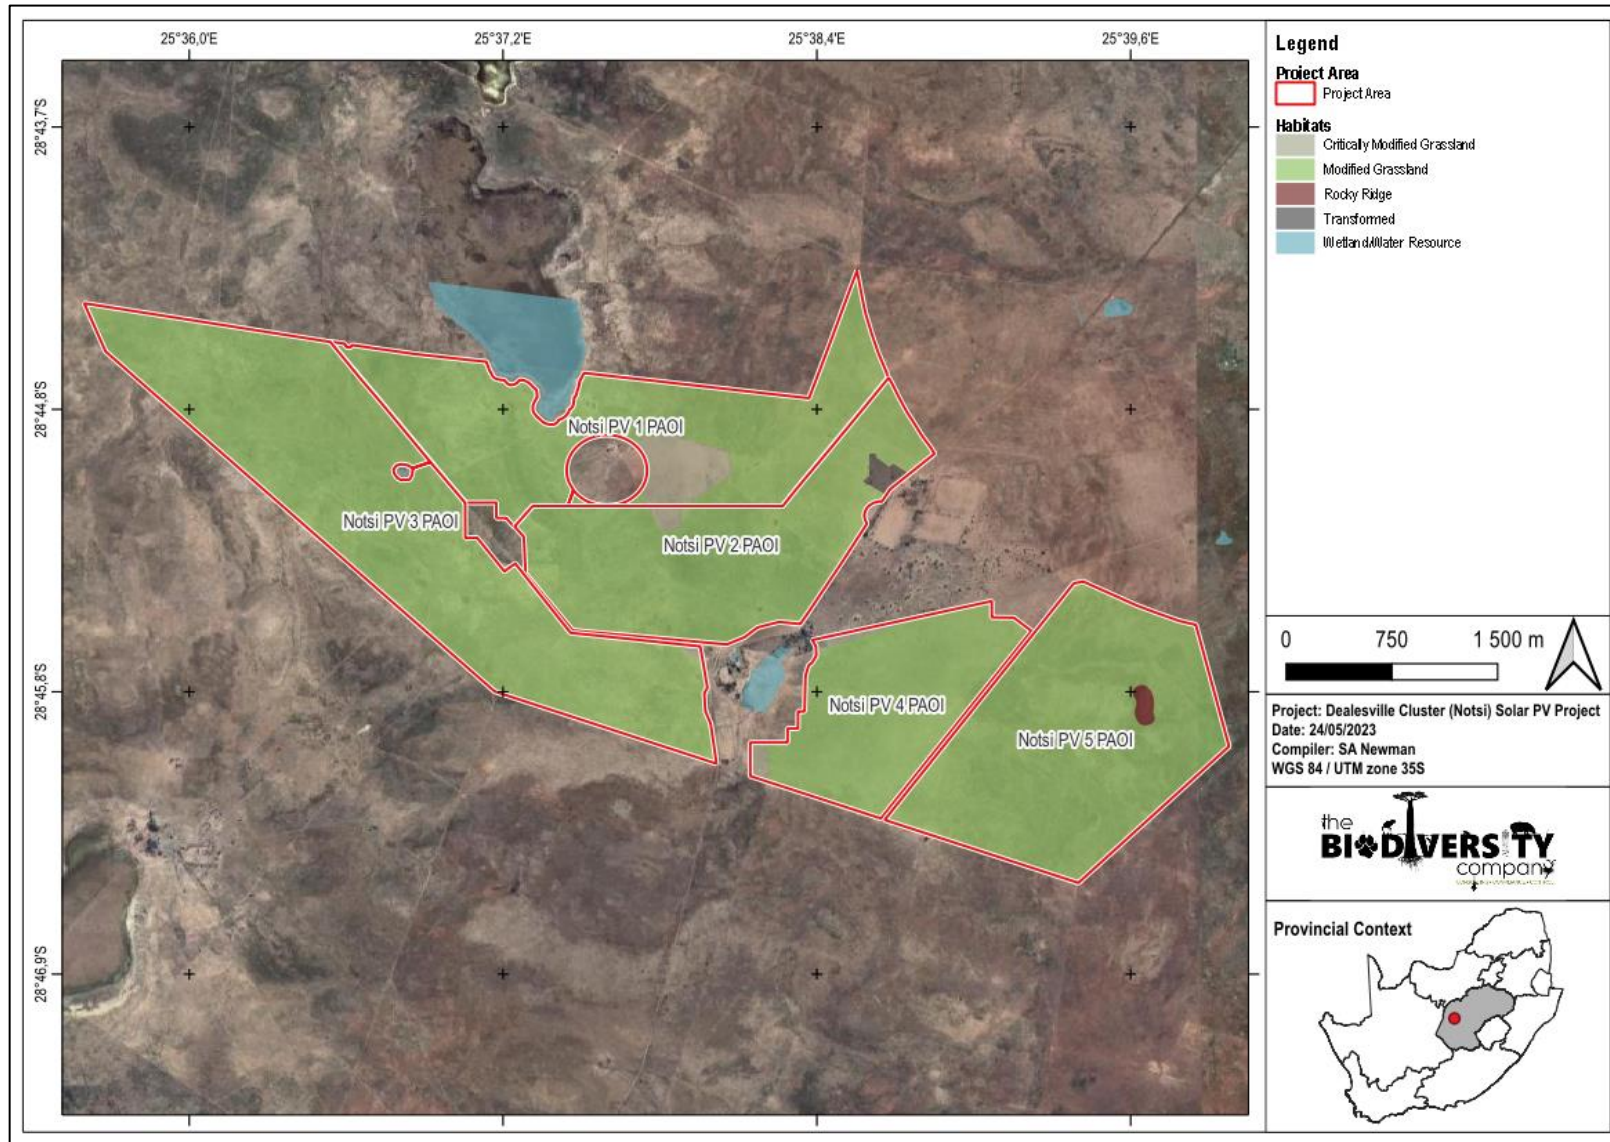 25°36,0'E
25°37,2'E
25°38,4'E
25°39,6'E
28°43,7'S
28°44,8'S
28°45,8'S
28°46,9'S
Notsi PV 1 PAOI
Notsi PV 3 PAOI
Notsi PV 2 PAOI
Notsi PV 4 PAOI
Notsi PV 5 PAOI
Legend
Project Area
Project Area
Habitats
Critically Modified Grassland
Modified Grassland
Rocky Ridge
Transformed
Wetland/Water Resource
0 750 1 500 m
Project: Dealesville Cluster (Notsi) Solar PV Project
Date: 24/05/2023
Compiler: SA Newman
WGS 84 / UTM zone 35S
the
BIODIVERSITY
company
Provincial Context